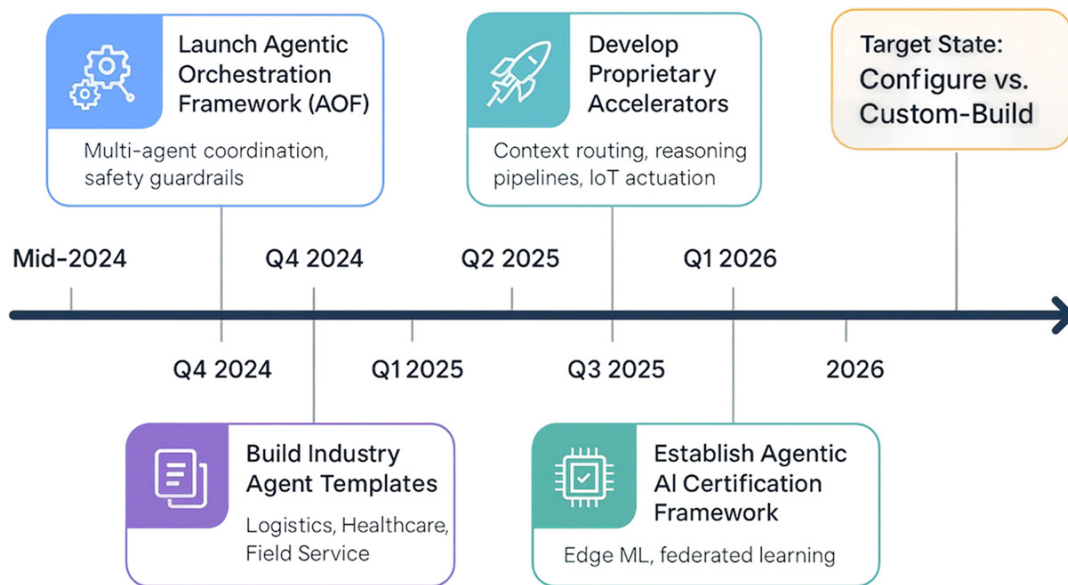 Launch Agentic
Orchestration
Framework (AOF)
Multi-agent coordination,
safety guardrails
Develop
Proprietary
Accelerators
Context routing, reasoning
pipelines, IoT actuation
Target State:
Configure vs.
Custom-Build
Mid-2024
Q4 2024
Q2 2025
Q1 2026
Q4 2024
Q1 2025
Q3 2025
2026
Build Industry
Agent Templates
Logistics, Healthcare,
Field Service
Establish Agentic
AI Certification
Framework
Edge ML, federated learning